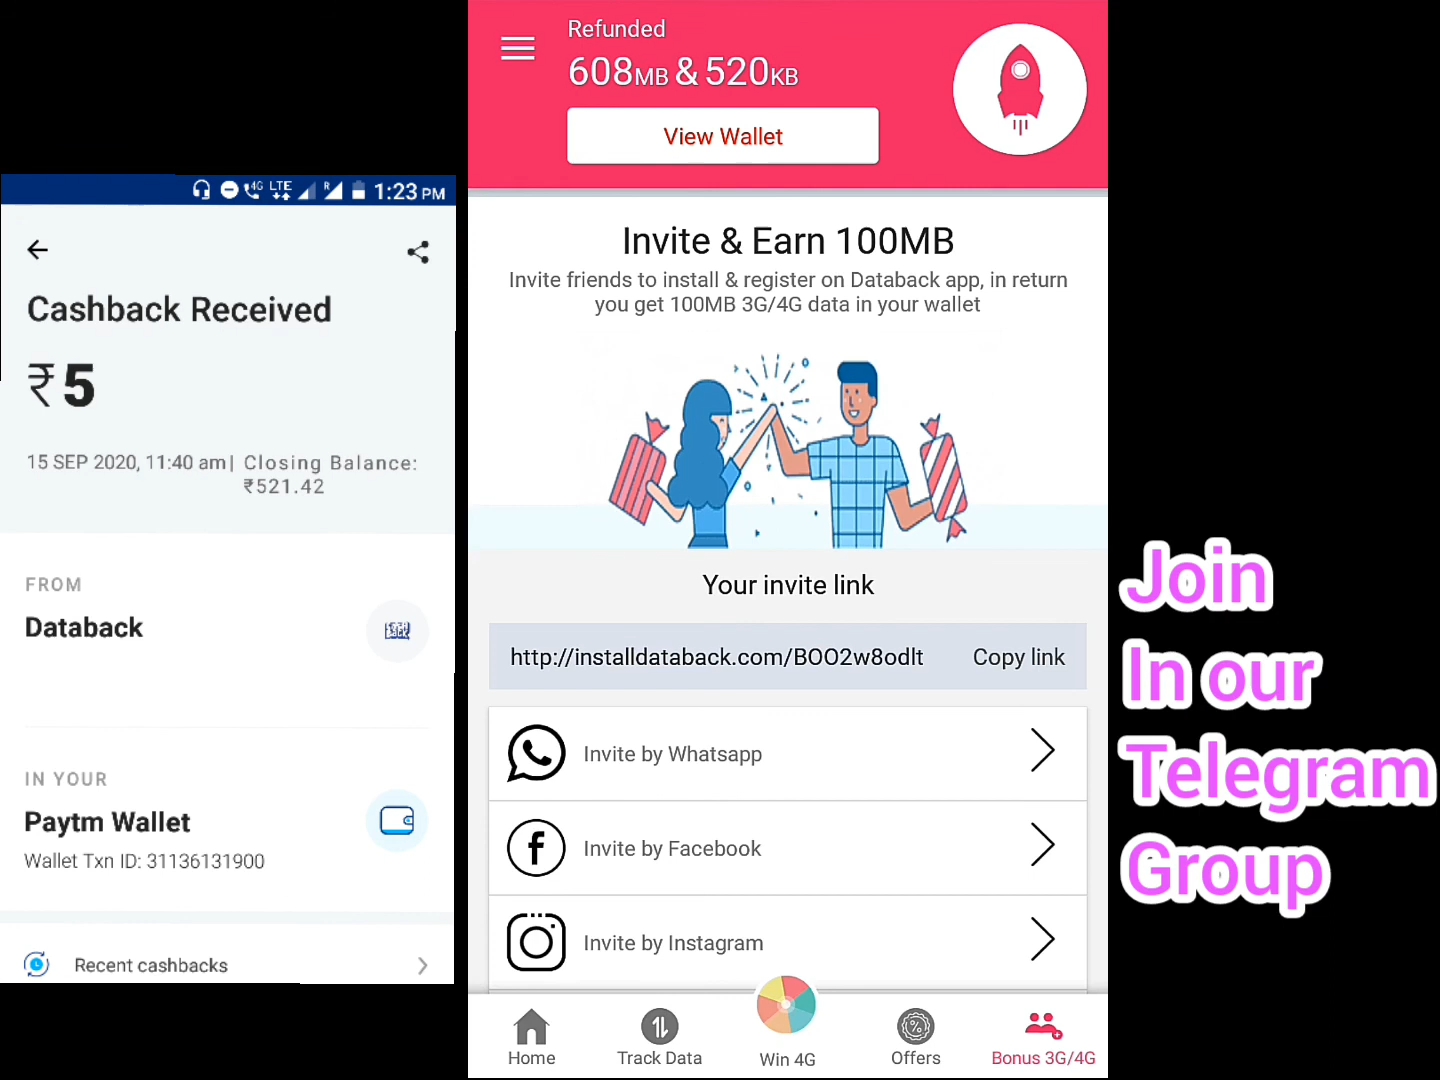 4G LTE R 1:23 PM
Cashback Received
₹5
15 SEP 2020, 11:40 am| Closing Balance:
₹521.42
FROM
Databack
IN YOUR
Paytm Wallet
Wallet Txn ID: 31136131900
Recent cashbacks
Refunded
608MB & 520KB
View Wallet
Invite & Earn 100MB
Invite friends to install & register on Databack app, in return
you get 100MB 3G/4G data in your wallet
Your invite link
http://installdataback.com/BOO2w8odlt Copy link
Invite by Whatsapp
Invite by Facebook
Invite by Instagram
Home Track Data Win 4G Offers Bonus 3G/4G
Join
In our
Telegram
Group